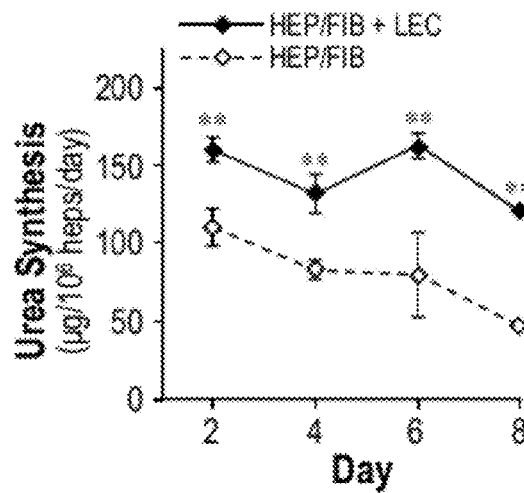 HEP/FIB + LEC
HEP/FIB
Urea Synthesis
(µg/10⁶ heps/day)
200
150
100
50
0
**
**
**
**
2
4
6
8
Day